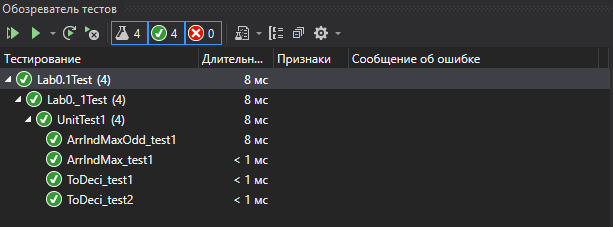 Обозреватель тестов
4 4 0
Тестирование Длительн... Признаки Сообщение об ошибке
Lab0.1Test (4) 8 мс
Lab0._1Test (4) 8 мс
UnitTest1 (4) 8 мс
ArrIndMaxOdd_test1 8 мс
ArrIndMax_test1 < 1 мс
ToDeci_test1 < 1 мс
ToDeci_test2 < 1 мс